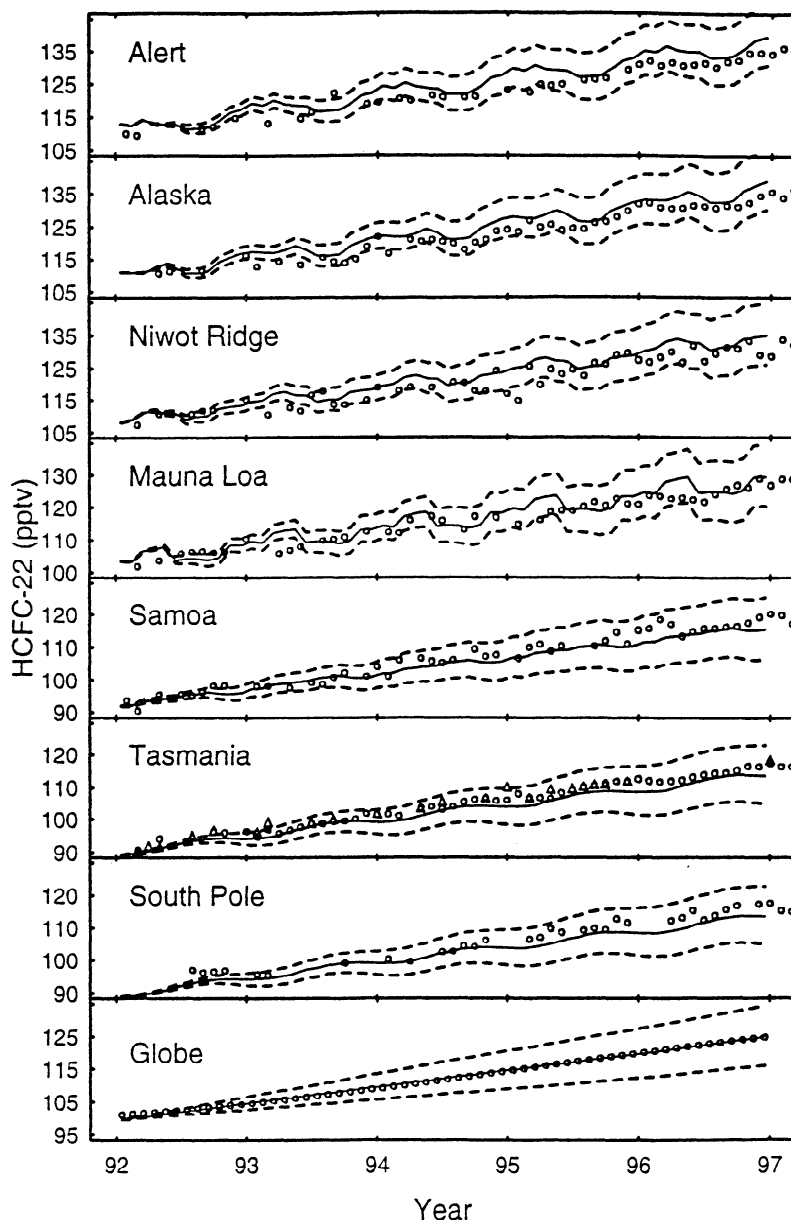 Alert
135
125
115
105
Alaska
135
125
115
105
Niwot Ridge
135
125
115
105
Mauna Loa
130
120
110
100
Samoa
120
110
100
90
Tasmania
120
110
100
90
South Pole
120
110
100
90
Globe
125
115
105
95
HCFC-22 (pptv)
92 93 94 95 96 97
Year